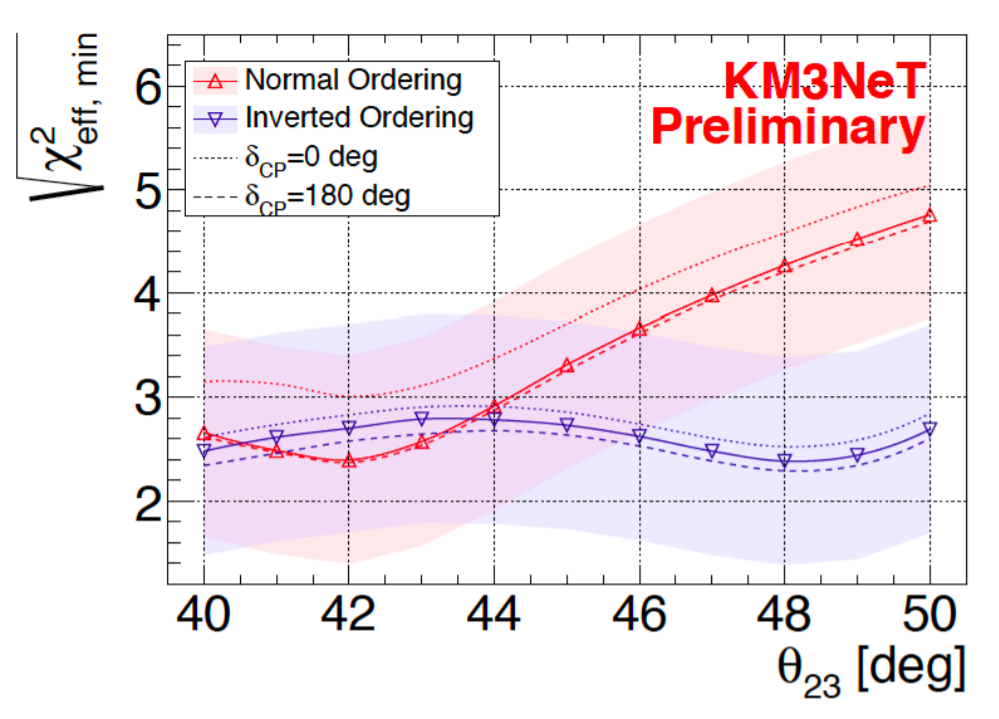 √χ²eff, min
KM3NeT
Preliminary
Normal Ordering
Inverted Ordering
δCP=0 deg
δCP=180 deg
6
5
4
3
2
40 42 44 46 48 50
θ23 [deg]